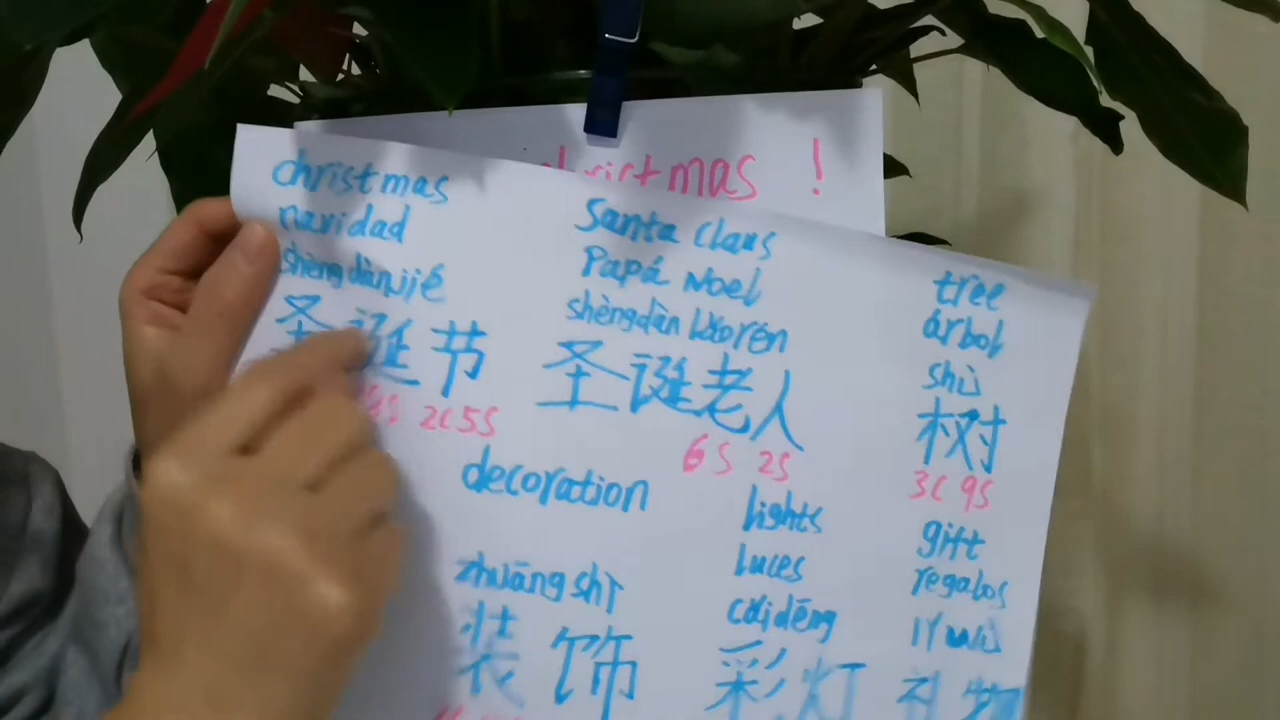 christmas !
christmas
navidad
shèngdànjié
圣诞节
2C5S
Santa Claus
Papá Noel
shèngdàn lǎorén
圣诞老人
6S 2S
tree
árbol
shù
树
3C 9S
decoration
zhuāngshì
装饰
lights
luces
cǎidēng
彩灯
gift
regalos
lǐwù
礼物